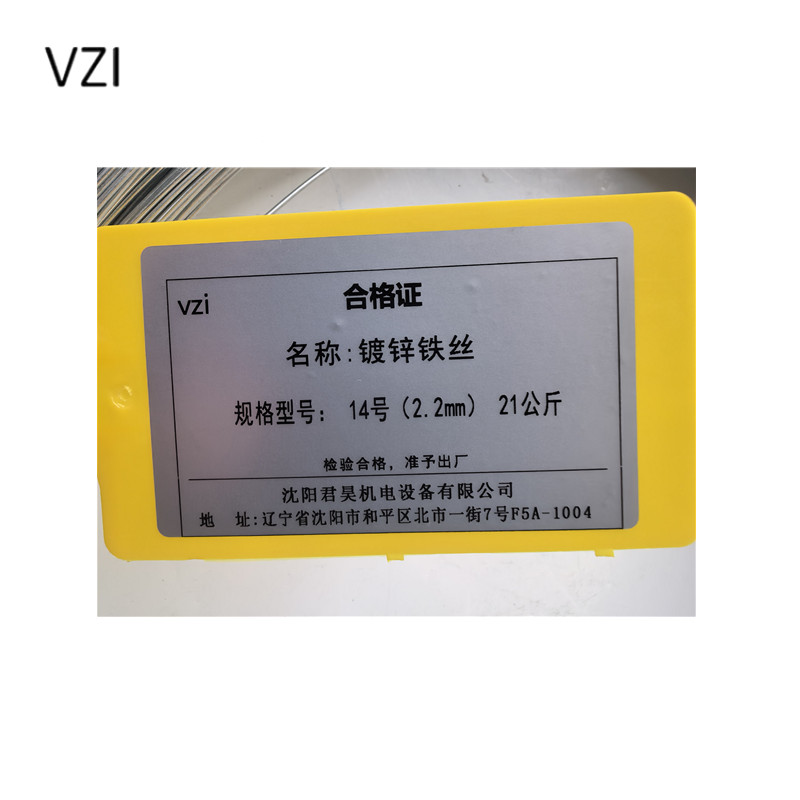 VZI
vzi 合格证
名称:镀锌铁丝
规格型号: 14号(2.2mm) 21公斤
检验合格，准予出厂
沈阳君昊机电设备有限公司
地 址:辽宁省沈阳市和平区北市一街7号F5A-1004